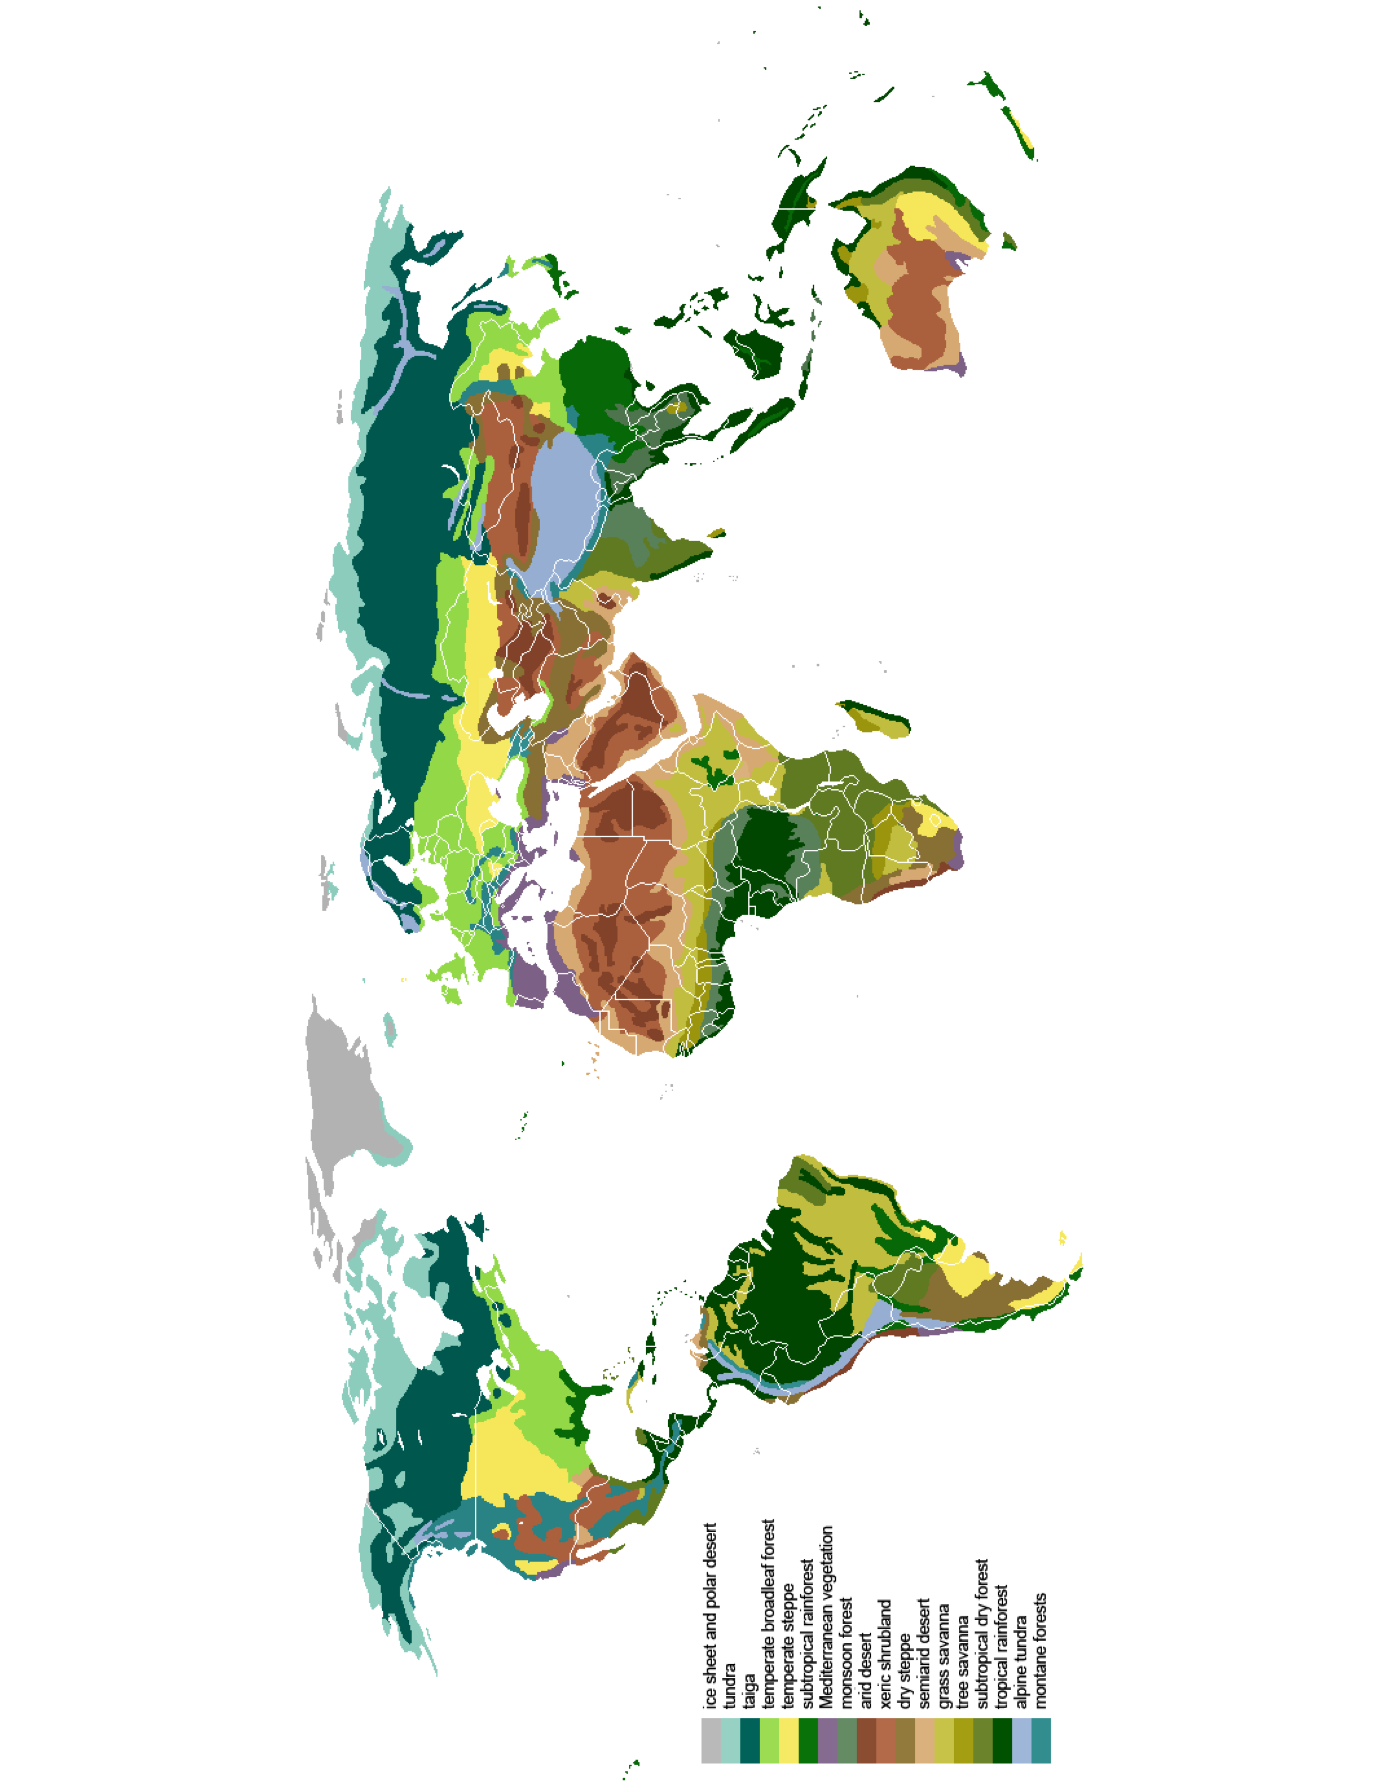 ice sheet and polar desert
tundra
taiga
temperate broadleaf forest
temperate steppe
subtropical rainforest
Mediterranean vegetation
monsoon forest
arid desert
xeric shrubland
dry steppe
semiarid desert
grass savanna
tree savanna
subtropical dry forest
tropical rainforest
alpine tundra
montane forests